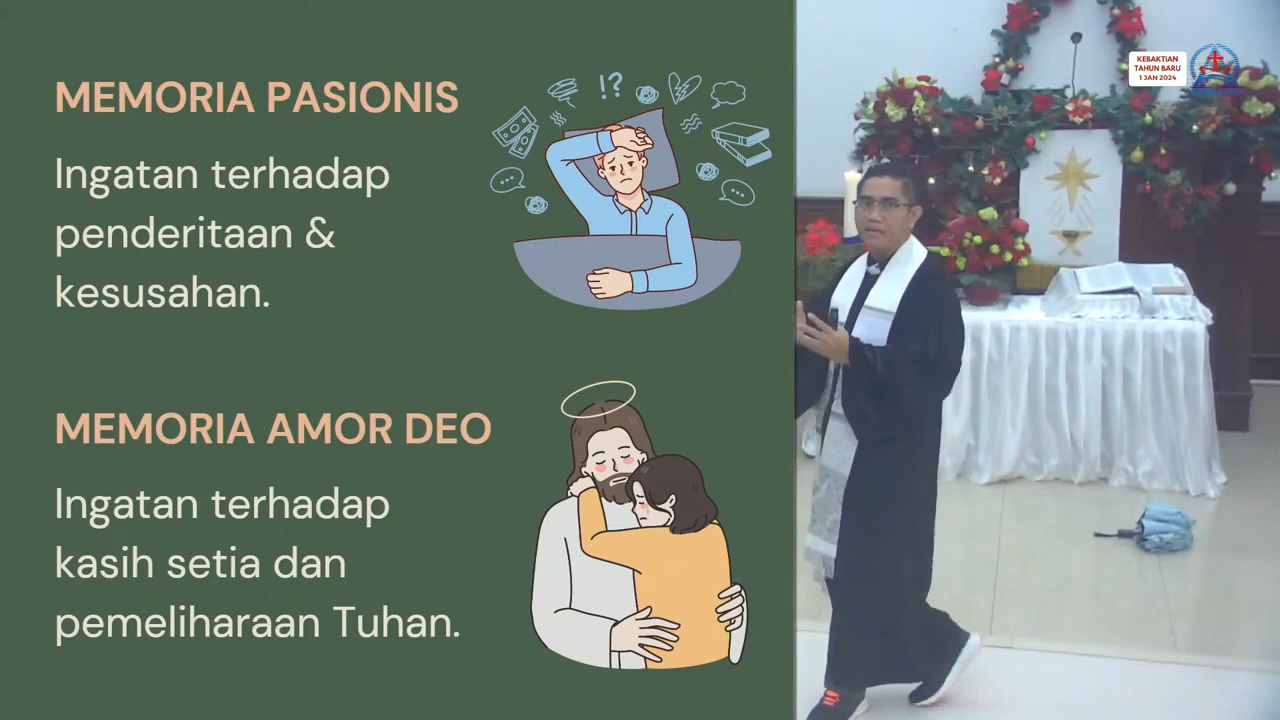 MEMORIA PASIONIS
Ingatan terhadap
penderitaan &
kesusahan.
!?
MEMORIA AMOR DEO
Ingatan terhadap
kasih setia dan
pemeliharaan Tuhan.
KEBAKTIAN
TAHUN BARU
1 JAN 2024